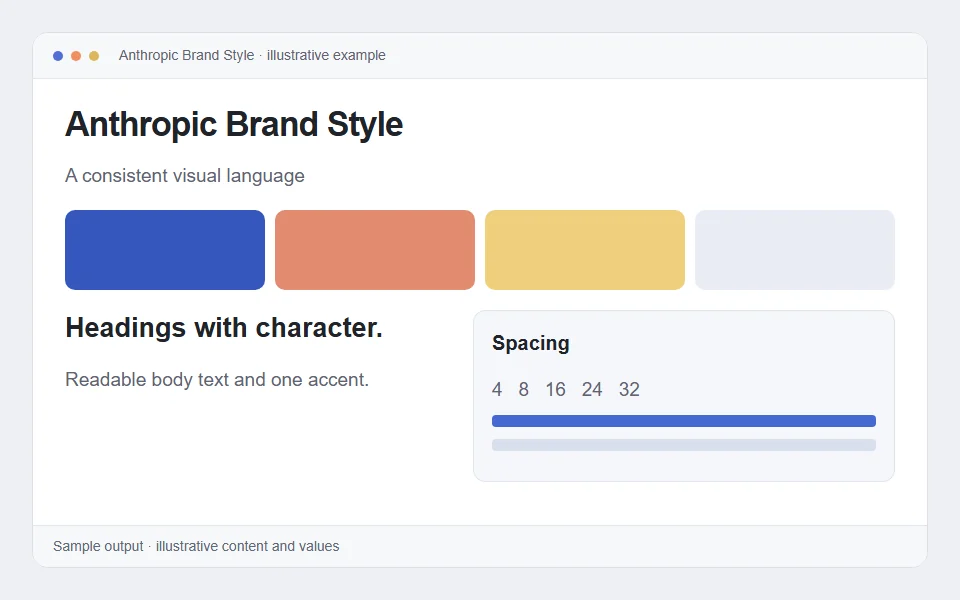 Anthropic Brand Style · illustrative example
Anthropic Brand Style
A consistent visual language
Headings with character.
Readable body text and one accent.
Spacing
4 8 16 24 32
Sample output · illustrative content and values